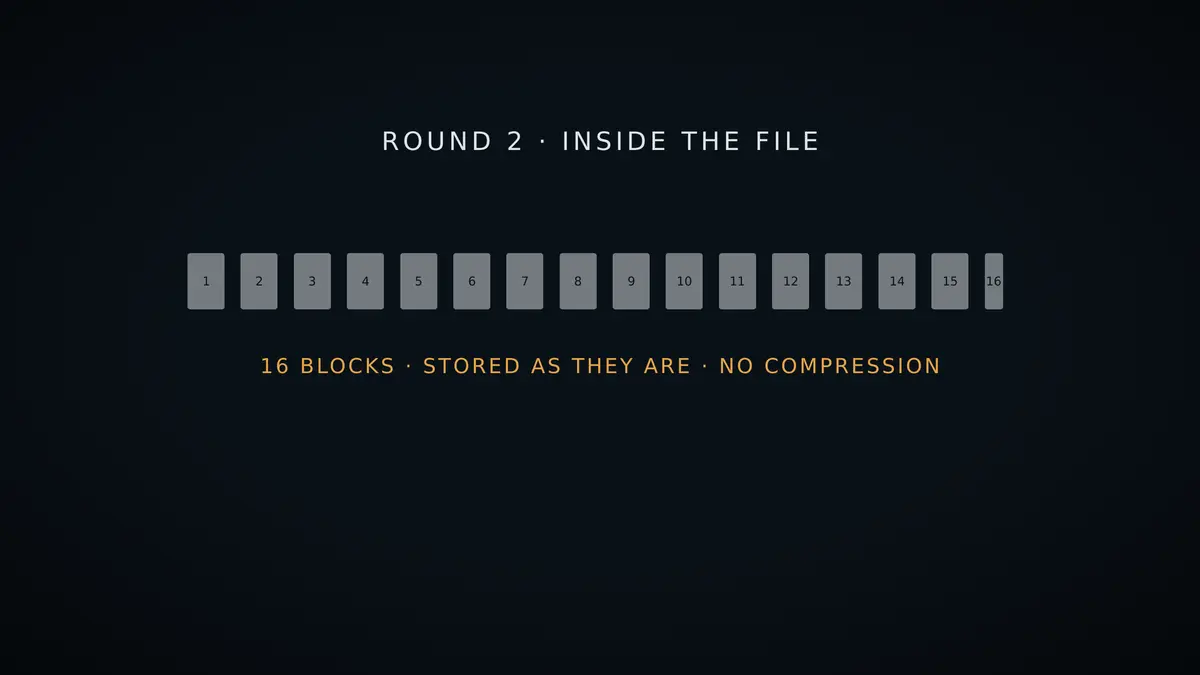 ROUND 2 · INSIDE THE FILE
1 2 3 4 5 6 7 8 9 10 11 12 13 14 15 16
16 BLOCKS · STORED AS THEY ARE · NO COMPRESSION